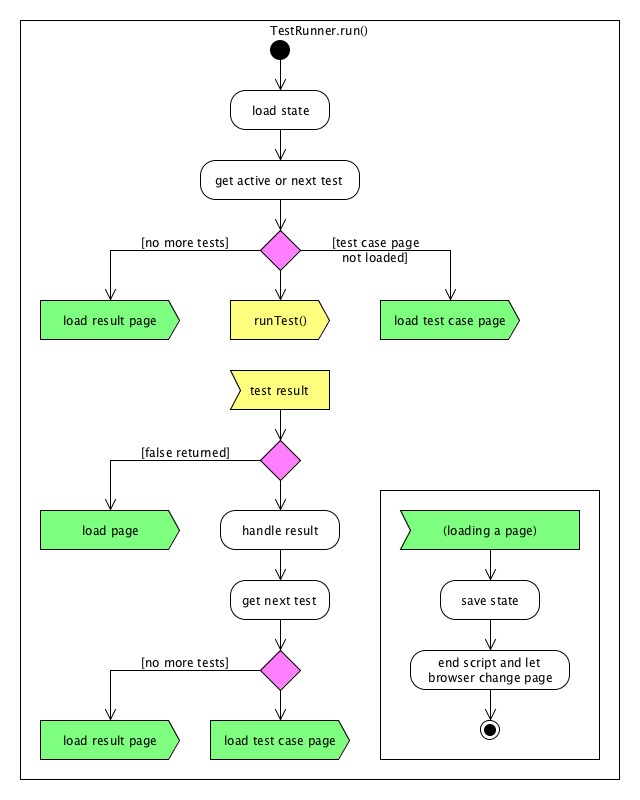 TestRunner.run()
load state
get active or next test
[no more tests]
[test case page
not loaded]
load result page
runTest()
load test case page
test result
[false returned]
load page
handle result
get next test
[no more tests]
load result page
load test case page
(loading a page)
save state
end script and let
browser change page